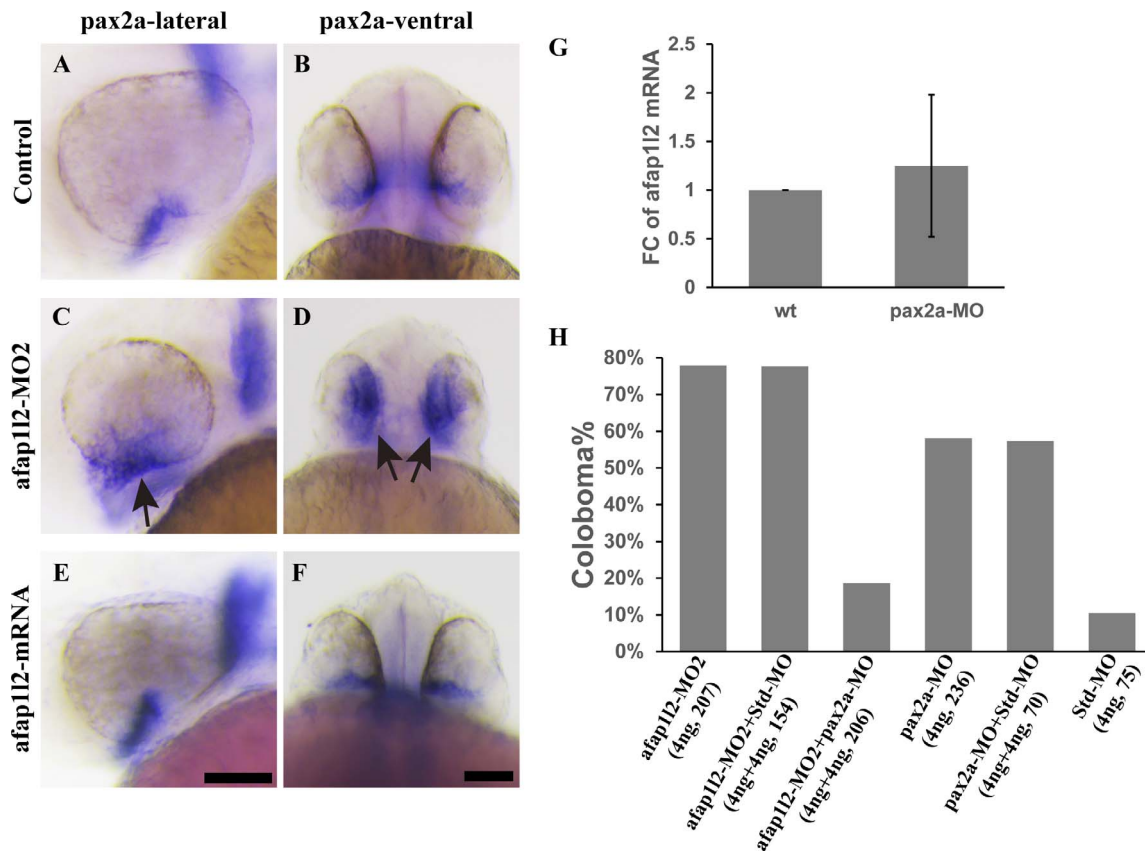 pax2a-lateral
pax2a-ventral
Control
A
B
afap1l2-MO2
C
D
afap1l2-mRNA
E
F
G
FC of afap1l2 mRNA
2.5
2
1.5
1
0.5
0
wt
pax2a-MO
H
Coloboma%
80%
70%
60%
50%
40%
30%
20%
10%
0%
afap1l2-MO2
(4ng, 207)
afap1l2-MO2+Std-MO
(4ng+4ng, 154)
afap1l2-MO2+pax2a-MO
(4ng+4ng, 206)
pax2a-MO
(4ng, 236)
pax2a-MO+Std-MO
(4ng+4ng, 70)
Std-MO
(4ng, 75)